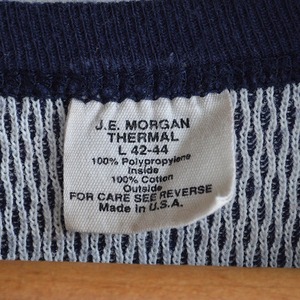 J.E. MORGAN
THERMAL
L 42-44
100% Polypropylene
Inside
100% Cotton
Outside
FOR CARE SEE REVERSE
Made in U.S.A.